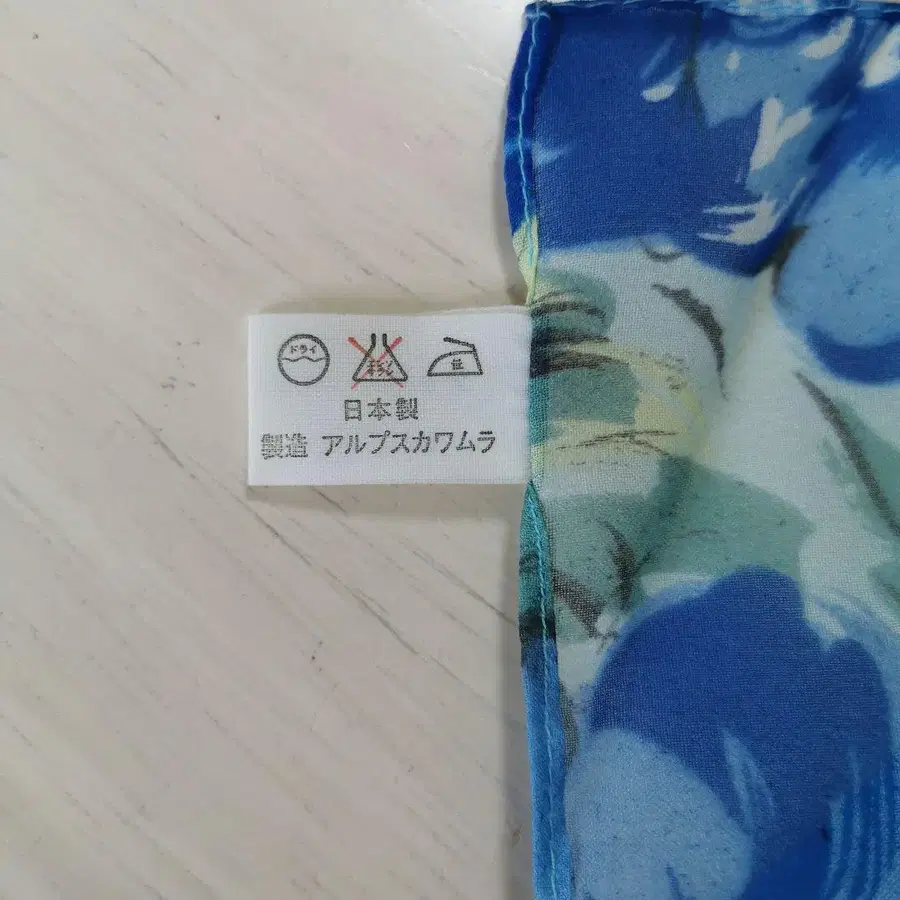 ドライ
エンソ
低
日本製
製造 アルプスカワムラ